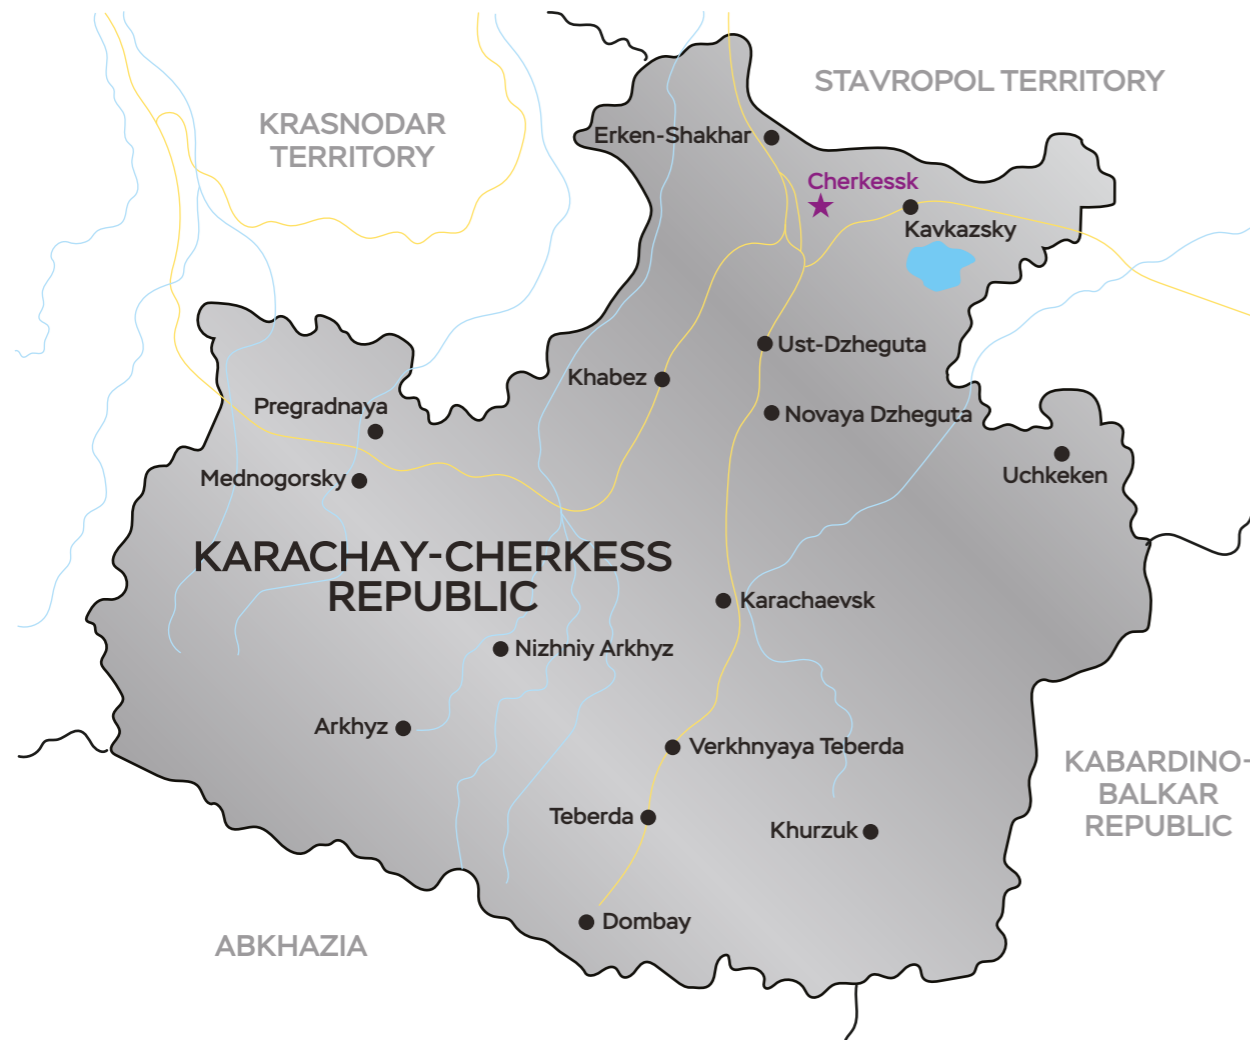 STAVROPOL TERRITORY
KRASNODAR
TERRITORY
Erken-Shakhar
Cherkessk
Kavkazsky
Ust-Dzheguta
Khabez
Pregradnaya
Novaya Dzheguta
Mednogorsky
Uchkeken
KARACHAY-CHERKESS
REPUBLIC
Karachaevsk
Nizhniy Arkhyz
Arkhyz
Verkhnyaya Teberda
KABARDINO-
BALKAR
REPUBLIC
Teberda
Khurzuk
Dombay
ABKHAZIA